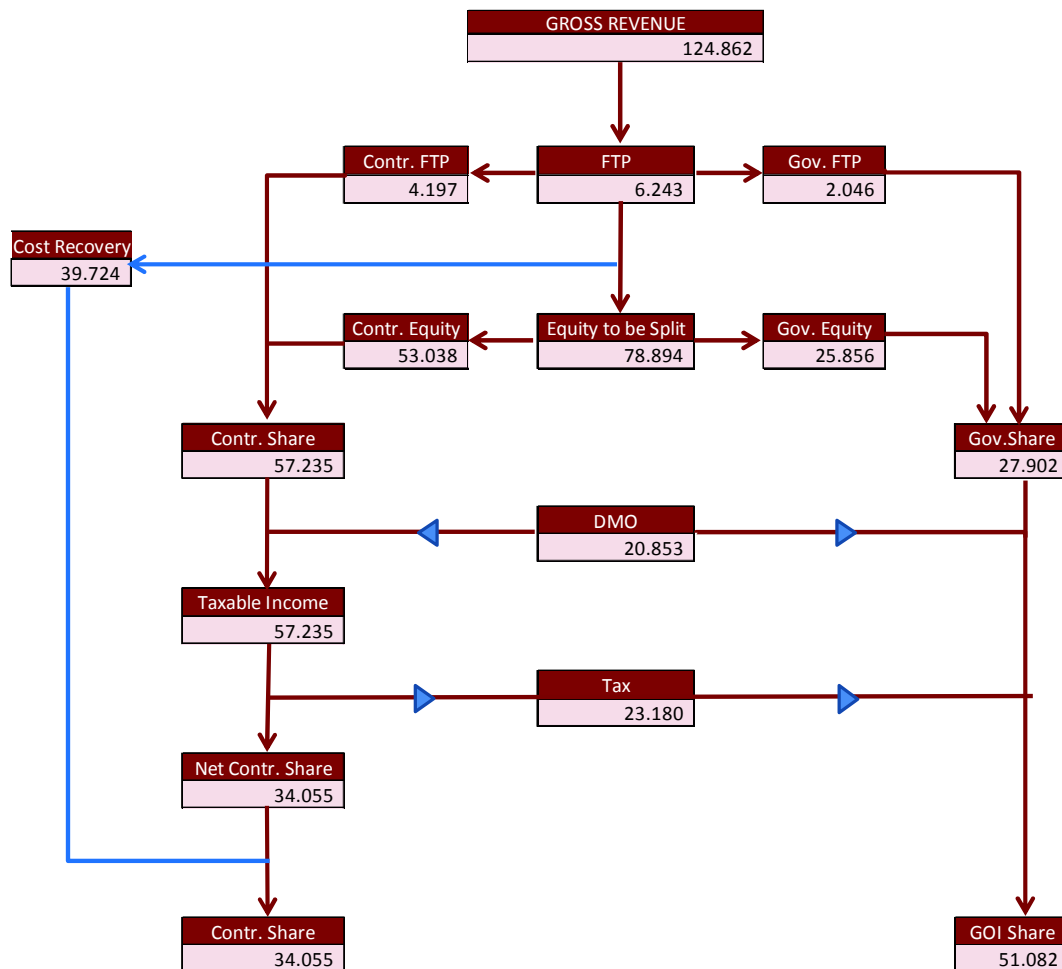 GROSS REVENUE
124.862
Contr. FTP
4.197
FTP
6.243
Gov. FTP
2.046
Cost Recovery
39.724
Contr. Equity
53.038
Equity to be Split
78.894
Gov. Equity
25.856
Contr. Share
57.235
Gov.Share
27.902
DMO
20.853
Taxable Income
57.235
Tax
23.180
Net Contr. Share
34.055
Contr. Share
34.055
GOI Share
51.082